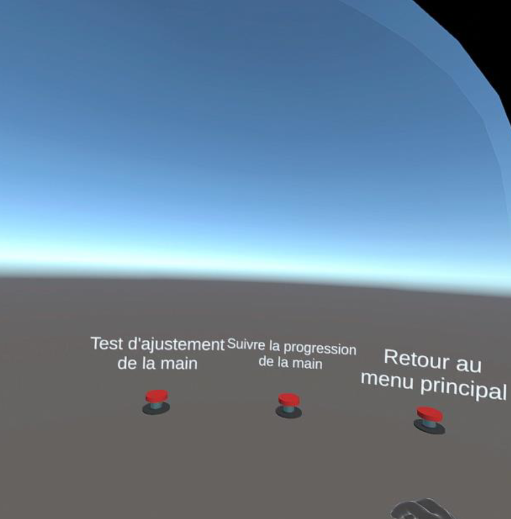 Test d'ajustement
de la main
Suivre la progression
de la main
Retour au
menu principal